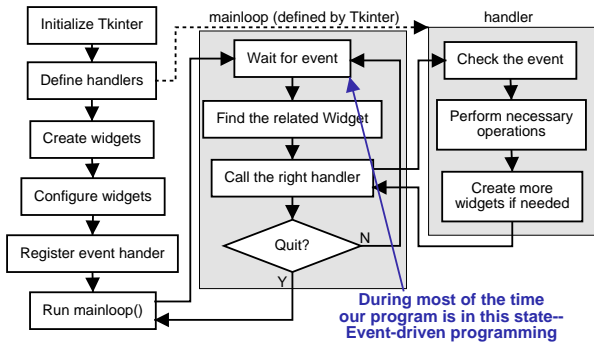 mainloop (defined by Tkinter)
handler
Initialize Tkinter
Define handlers
Create widgets
Configure widgets
Register event hander
Run mainloop()
Wait for event
Find the related Widget
Call the right handler
Quit?
N
Y
Check the event
Perform necessary
operations
Create more
widgets if needed
During most of the time
our program is in this state--
Event-driven programming